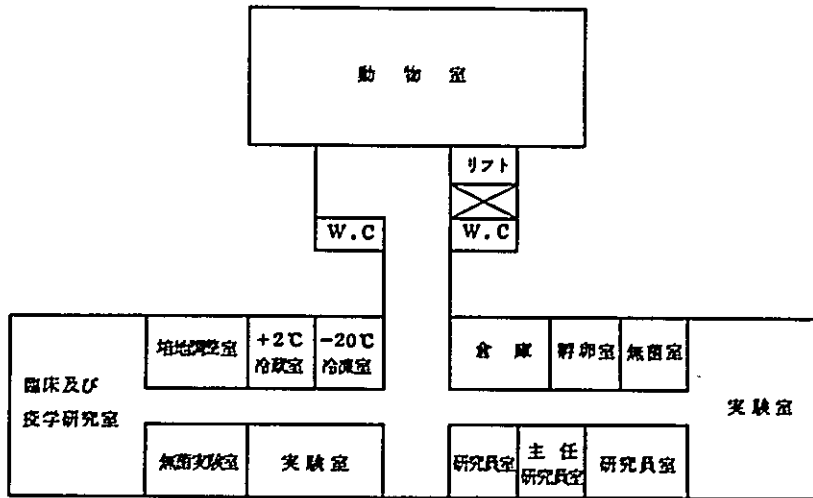 動物室
リフト
W.C
W.C
臨床及び
疫学研究室
培地調整室
+2℃
冷蔵室
-20℃
冷凍室
倉庫
孵卵室
無菌室
実験室
無菌実験室
実験室
研究員室
主任
研究員室
研究員室